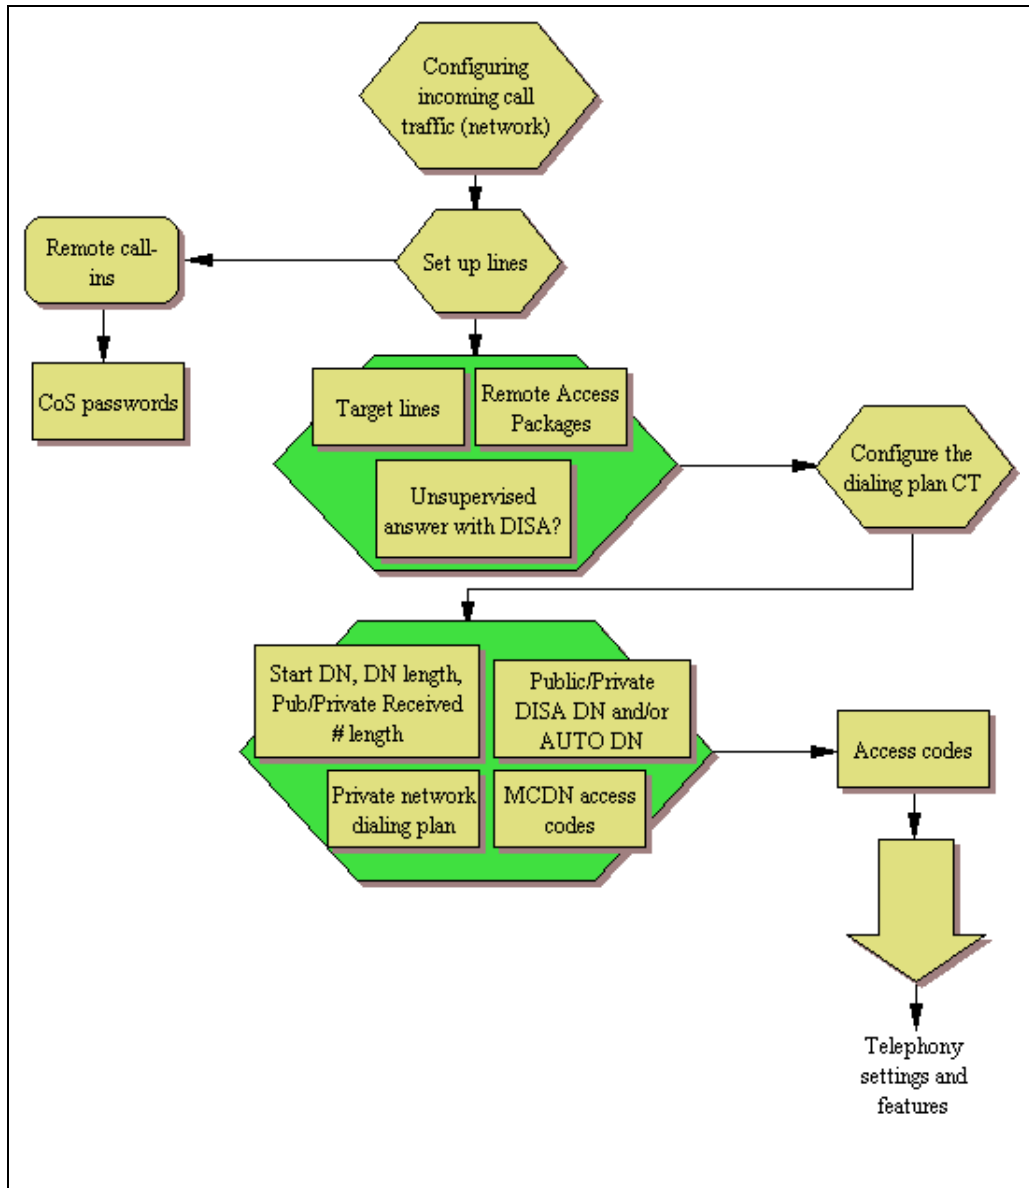 Configuring
incoming call
traffic (network)
Set up lines
Remote call-
ins
CoS passwords
Target lines
Remote Access
Packages
Unsupervised
answer with DISA?
Configure the
dialing plan CT
Start DN, DN length,
Pub/Private Received
# length
Public/Private
DISA DN and/or
AUTO DN
Private network
dialing plan
MCDN access
codes
Access codes
Telephony
settings and
features